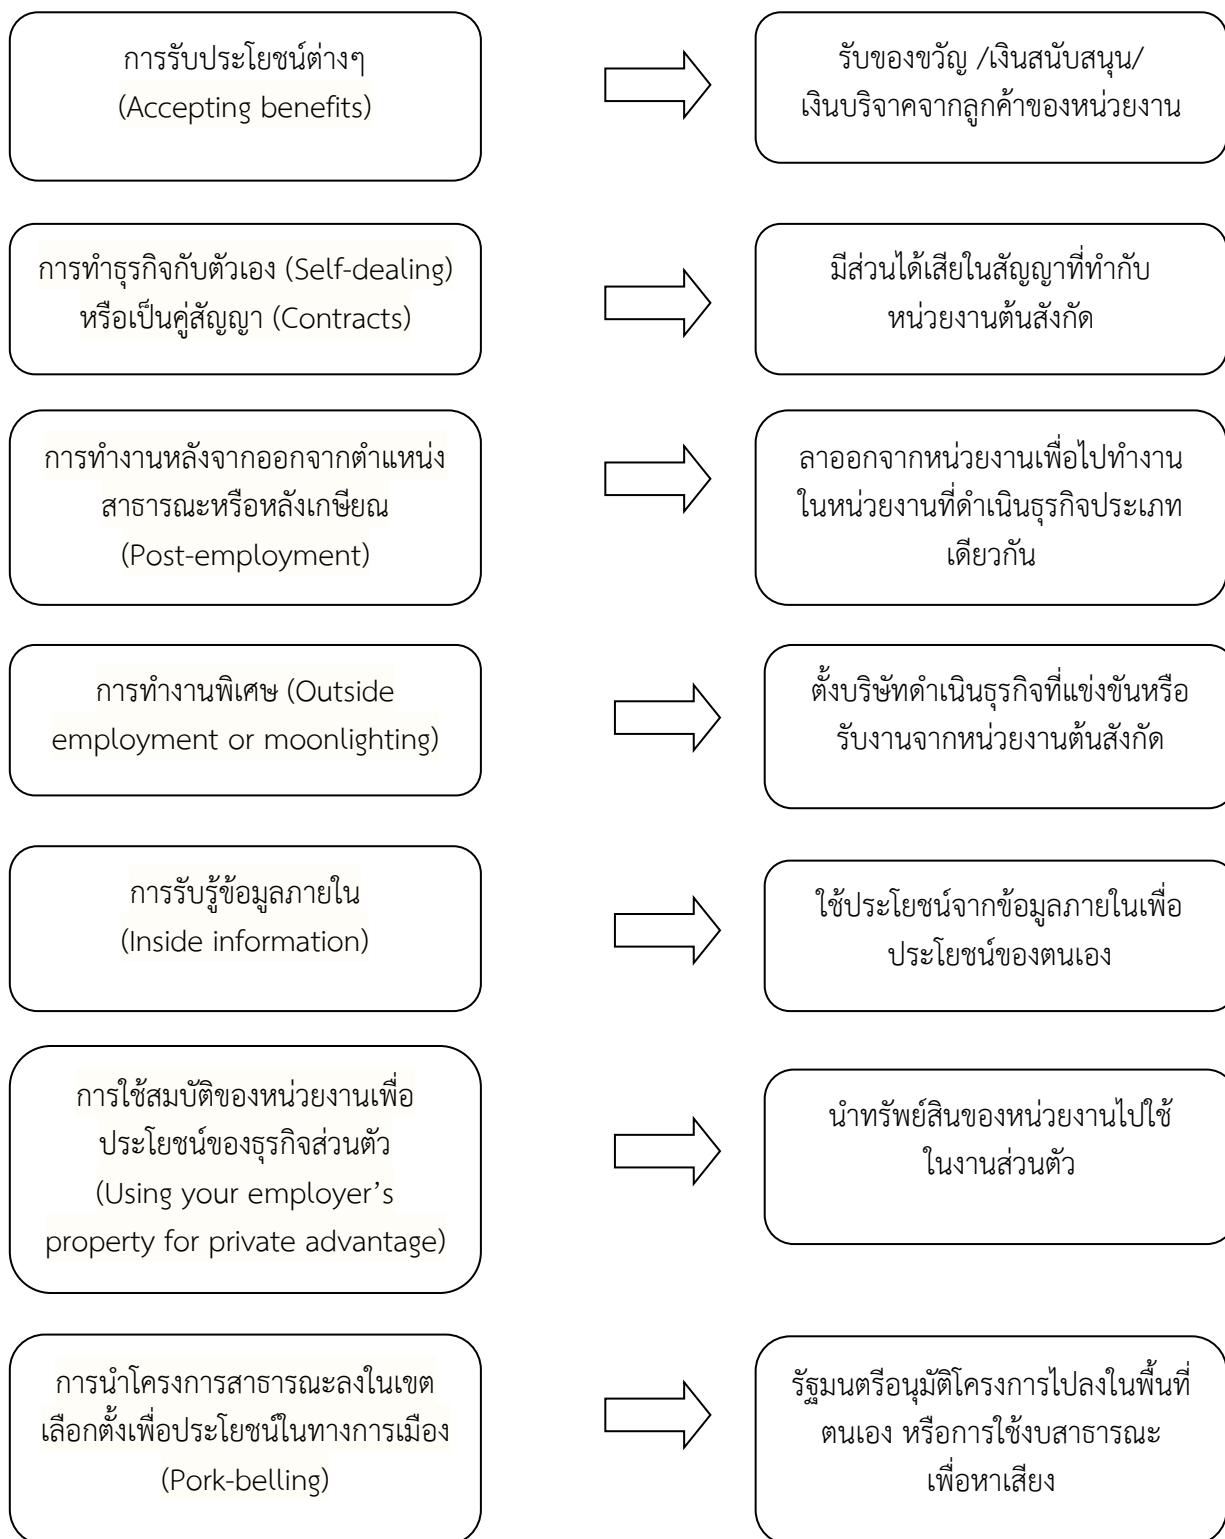 การรับประโยชน์ต่างๆ
(Accepting benefits)
รับของขวัญ /เงินสนับสนุน/
เงินบริจาคจากลูกค้าของหน่วยงาน
การทำธุรกิจกับตัวเอง (Self-dealing)
หรือเป็นคู่สัญญา (Contracts)
มีส่วนได้เสียในสัญญาที่ทำกับ
หน่วยงานต้นสังกัด
การทำงานหลังจากออกจากตำแหน่ง
สาธารณะหรือหลังเกษียณ
(Post-employment)
ลาออกจากหน่วยงานเพื่อไปทำงาน
ในหน่วยงานที่ดำเนินธุรกิจประเภท
เดียวกัน
การทำงานพิเศษ (Outside
employment or moonlighting)
ตั้งบริษัทดำเนินธุรกิจที่แข่งขันหรือ
รับงานจากหน่วยงานต้นสังกัด
การรับรู้ข้อมูลภายใน
(Inside information)
ใช้ประโยชน์จากข้อมูลภายในเพื่อ
ประโยชน์ของตนเอง
การใช้สมบัติของหน่วยงานเพื่อ
ประโยชน์ของธุรกิจส่วนตัว
(Using your employer’s
property for private advantage)
นำทรัพย์สินของหน่วยงานไปใช้
ในงานส่วนตัว
การนำโครงการสาธารณะลงในเขต
เลือกตั้งเพื่อประโยชน์ในทางการเมือง
(Pork-belling)
รัฐมนตรีอนุมัติโครงการไปลงในพื้นที่
ตนเอง หรือการใช้งบสาธารณะ
เพื่อหาเสียง